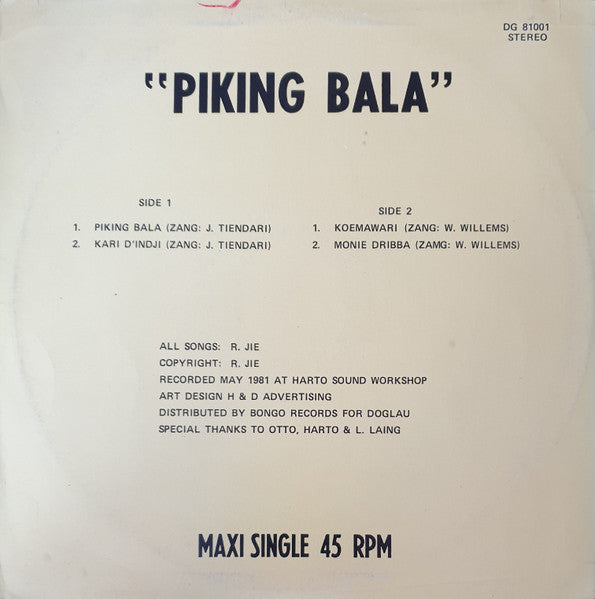 DG 81001
STEREO
"PIKING BALA"
SIDE 1
1. PIKING BALA (ZANG: J. TIENDARI)
2. KARI D'INDJI (ZANG: J. TIENDARI)
SIDE 2
1. KOEMAWARI (ZANG: W. WILLEMS)
2. MONIE DRIBBA (ZAMG: W. WILLEMS)
ALL SONGS: R. JIE
COPYRIGHT: R. JIE
RECORDED MAY 1981 AT HARTO SOUND WORKSHOP
ART DESIGN H & D ADVERTISING
DISTRIBUTED BY BONGO RECORDS FOR DOGLAU
SPECIAL THANKS TO OTTO, HARTO & L. LAING
MAXI SINGLE 45 RPM